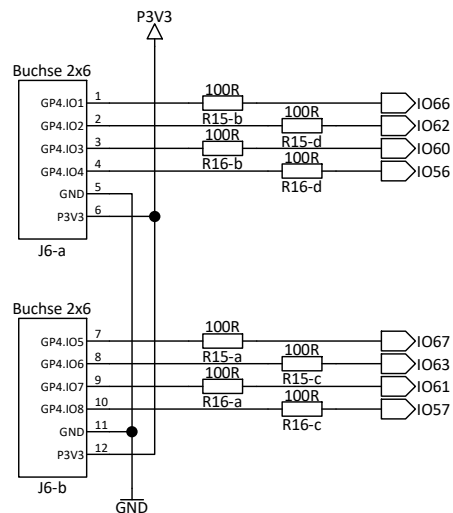 P3V3
Buchse 2x6
100R
GP4.IO1 1 IO66
R15-b 100R
GP4.IO2 2 IO62
100R R15-d
GP4.IO3 3 IO60
R16-b 100R
GP4.IO4 4 IO56
GND 5 R16-d
P3V3 6
J6-a
Buchse 2x6
100R
GP4.IO5 7 IO67
R15-a 100R
GP4.IO6 8 IO63
100R R15-c
GP4.IO7 9 IO61
R16-a 100R
GP4.IO8 10 IO57
GND 11 R16-c
P3V3 12
J6-b
GND